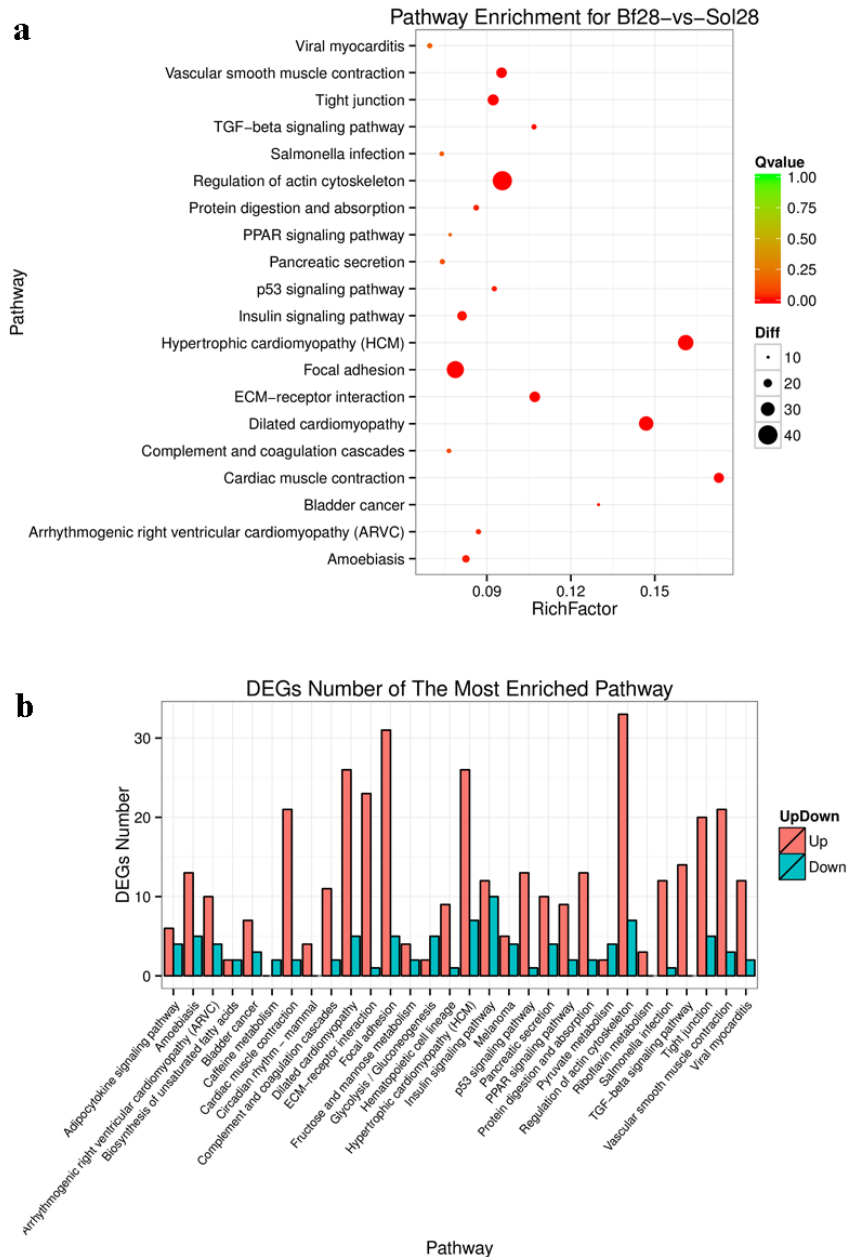 a
Pathway Enrichment for Bf28−vs−Sol28
Viral myocarditis
Vascular smooth muscle contraction
Tight junction
TGF−beta signaling pathway
Salmonella infection
Regulation of actin cytoskeleton
Protein digestion and absorption
PPAR signaling pathway
Pancreatic secretion
p53 signaling pathway
Insulin signaling pathway
Hypertrophic cardiomyopathy (HCM)
Focal adhesion
ECM−receptor interaction
Dilated cardiomyopathy
Complement and coagulation cascades
Cardiac muscle contraction
Bladder cancer
Arrhythmogenic right ventricular cardiomyopathy (ARVC)
Amoebiasis
Pathway
0.09
0.12
0.15
RichFactor
Qvalue
1.00
0.75
0.50
0.25
0.00
Diff
10
20
30
40
b
DEGs Number of The Most Enriched Pathway
DEGs Number
30
20
10
0
UpDown
Up
Down
Adipocytokine signaling pathway
Amoebiasis
Arrhythmogenic right ventricular cardiomyopathy (ARVC)
Biosynthesis of unsaturated fatty acids
Bladder cancer
Caffeine metabolism
Cardiac muscle contraction
Circadian rhythm − mammal
Complement and coagulation cascades
Dilated cardiomyopathy
ECM−receptor interaction
Focal adhesion
Fructose and mannose metabolism
Glycolysis / Gluconeogenesis
Hematopoietic cell lineage
Hypertrophic cardiomyopathy (HCM)
Insulin signaling pathway
Melanoma
p53 signaling pathway
Pancreatic secretion
PPAR signaling pathway
Protein digestion and absorption
Pyruvate metabolism
Regulation of actin cytoskeleton
Riboflavin metabolism
Salmonella infection
TGF−beta signaling pathway
Tight junction
Vascular smooth muscle contraction
Viral myocarditis
Pathway